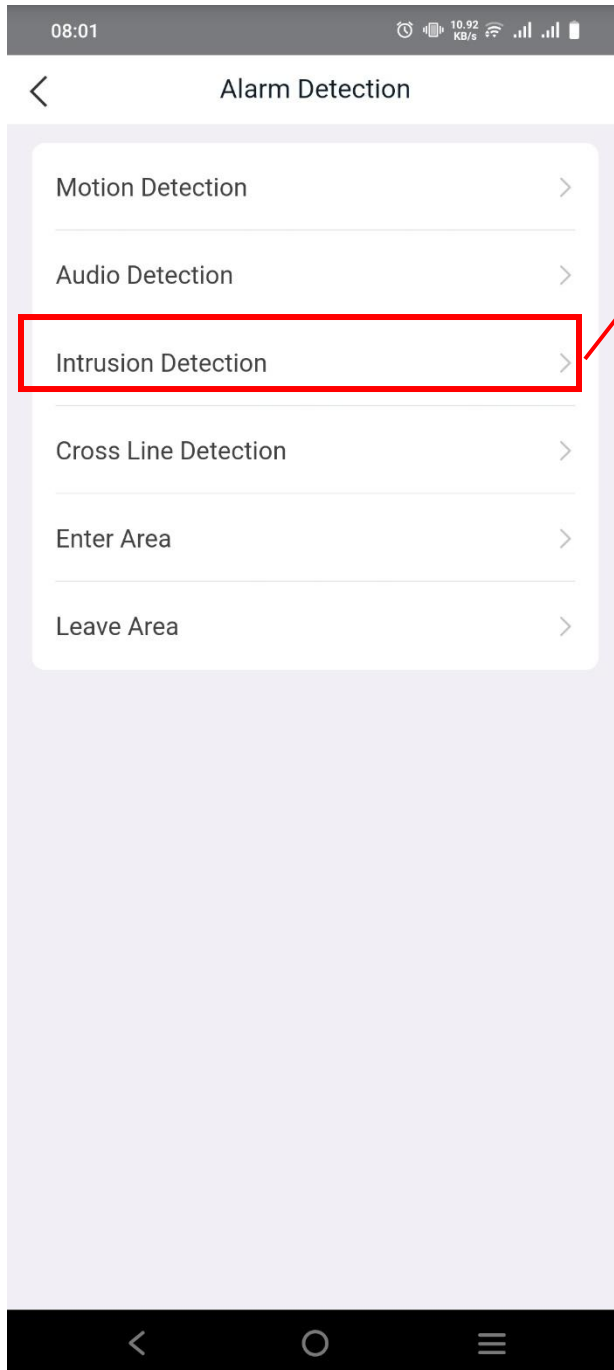 08:01
10.92
KB/s
Alarm Detection
Motion Detection
Audio Detection
Intrusion Detection
Cross Line Detection
Enter Area
Leave Area